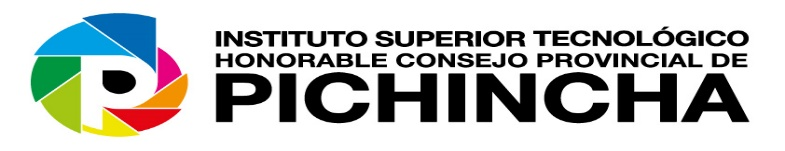 P
INSTITUTO SUPERIOR TECNOLÓGICO
HONORABLE CONSEJO PROVINCIAL DE
PICHINCHA